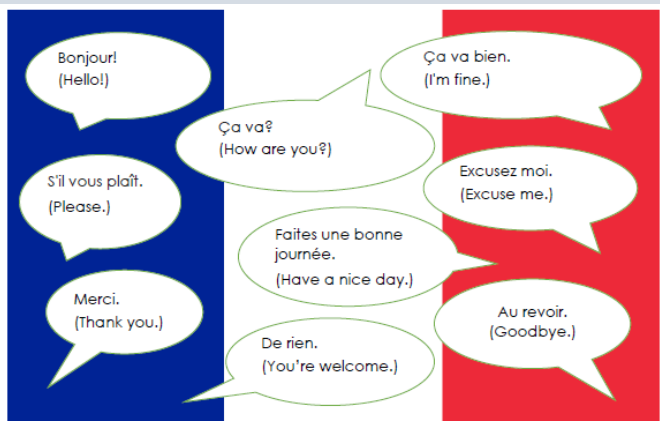 Bonjour!
(Hello!)
Ça va bien.
(I'm fine.)
Ça va?
(How are you?)
S'il vous plaît.
(Please.)
Excusez moi.
(Excuse me.)
Faites une bonne
journée.
(Have a nice day.)
Merci.
(Thank you.)
Au revoir.
(Goodbye.)
De rien.
(You're welcome.)